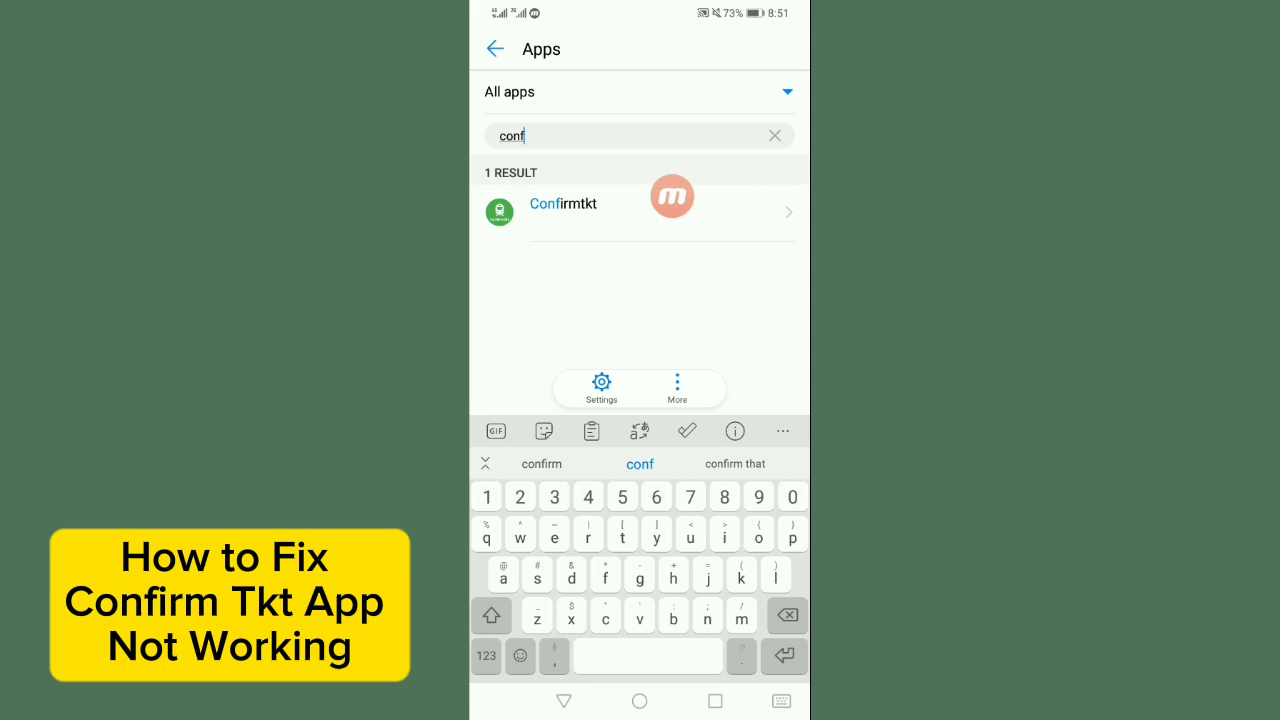 73% 8:51
Apps
All apps
conf
1 RESULT
Confirmtkt
m
Settings
More
GIF
confirm conf confirm that
1 2 3 4 5 6 7 8 9 0
% ^ ~ | [ ] < > { }
q w e r t y u i o p
@ # & * - + = ( )
a s d f g h j k l
_ $ " ' : ; /
z x c v b n m
123 , .
How to Fix
Confirm Tkt App
Not Working